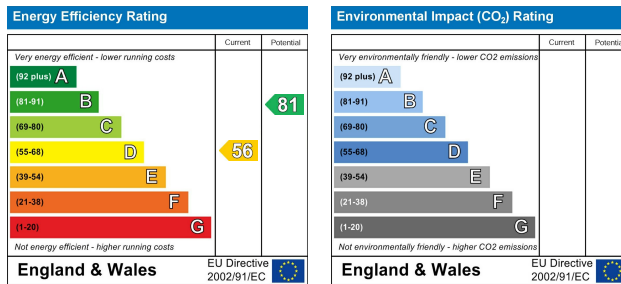 Energy Efficiency Rating
Current Potential
Very energy efficient - lower running costs
(92 plus) A
(81-91) B
81
(69-80) C
(55-68) D
56
(39-54) E
(21-38) F
(1-20) G
Not energy efficient - higher running costs
England & Wales
EU Directive
2002/91/EC
Environmental Impact (CO₂) Rating
Current Potential
Very environmentally friendly - lower CO2 emissions
(92 plus) A
(81-91) B
(69-80) C
(55-68) D
(39-54) E
(21-38) F
(1-20) G
Not environmentally friendly - higher CO2 emissions
England & Wales
EU Directive
2002/91/EC